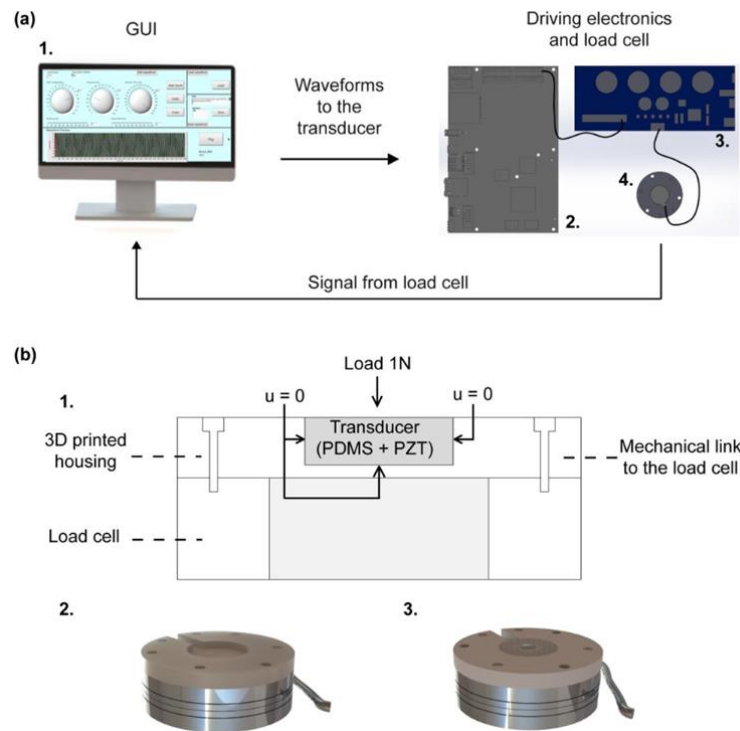 (a)
GUI
Driving electronics
and load cell
1.
Waveforms
to the
transducer
3.
4.
2.
Signal from load cell
(b)
Load 1N
u = 0
u = 0
1.
Transducer
(PDMS + PZT)
3D printed
housing
Mechanical link
to the load cell
Load cell
2.
3.